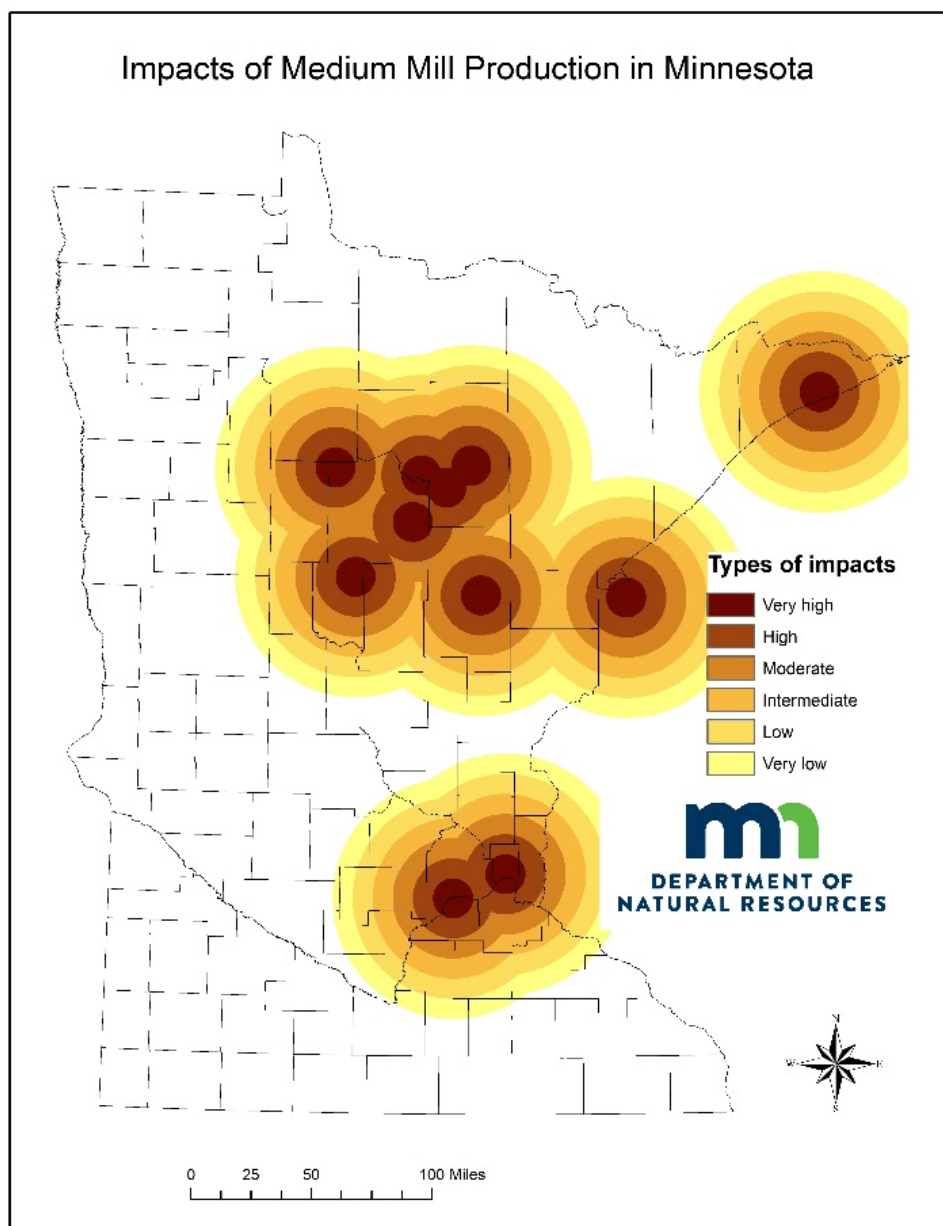 Impacts of Medium Mill Production in Minnesota
Types of impacts
Very high
High
Moderate
Intermediate
Low
Very low
mn
DEPARTMENT OF
NATURAL RESOURCES
N
W E
S
0 25 50 100 Miles